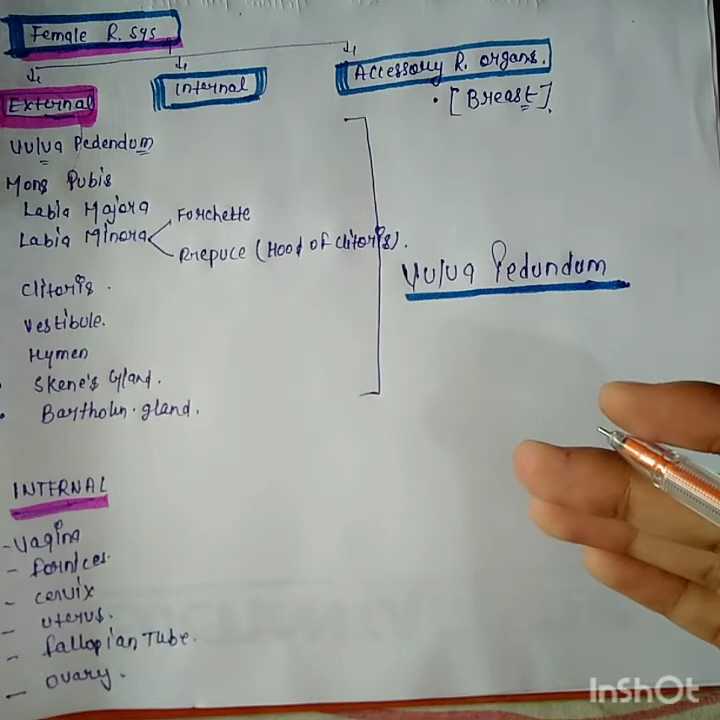 Female R. sys
External
Internal
Accessory R. organs.
• [Breast].
Vulva Pedendum
Mons Pubis
Labia Majora
Labia Minora
Forchette
Prepuce (Hood of clitoris).
Clitoris.
Vestibule.
Hymen
• Skene's Gland.
• Bartholin. gland.
Vulva Pedundum
INTERNAL
- Vagina
- fornices.
- cervix
- uterus.
- fallopian Tube.
- ovary.
InShOt